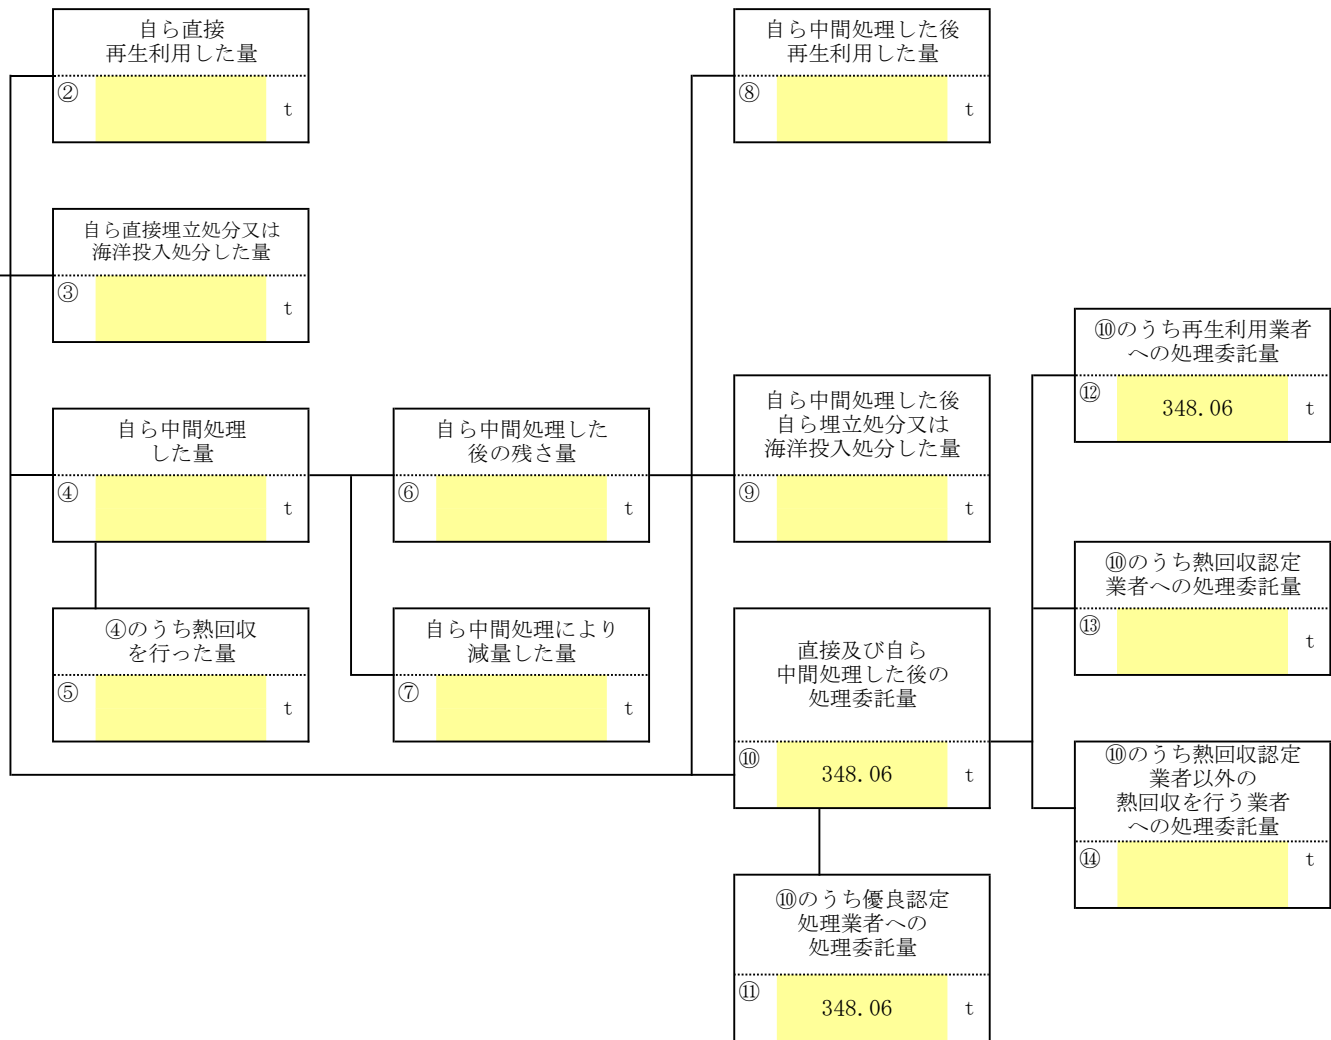 自ら直接
再生利用した量
②
t
自ら中間処理した後
再生利用した量
⑧
t
自ら直接埋立処分又は
海洋投入処分した量
③
t
⑩のうち再生利用業者
への処理委託量
⑫
348.06
t
自ら中間処理
した量
④
t
自ら中間処理した
後の残さ量
⑥
t
自ら中間処理した後
自ら埋立処分又は
海洋投入処分した量
⑨
t
⑩のうち熱回収認定
業者への処理委託量
⑬
t
④のうち熱回収
を行った量
⑤
t
自ら中間処理により
減量した量
⑦
t
直接及び自ら
中間処理した後の
処理委託量
⑩
348.06
t
⑩のうち熱回収認定
業者以外の
熱回収を行う業者
への処理委託量
⑭
t
⑩のうち優良認定
処理業者への
処理委託量
⑪
348.06
t